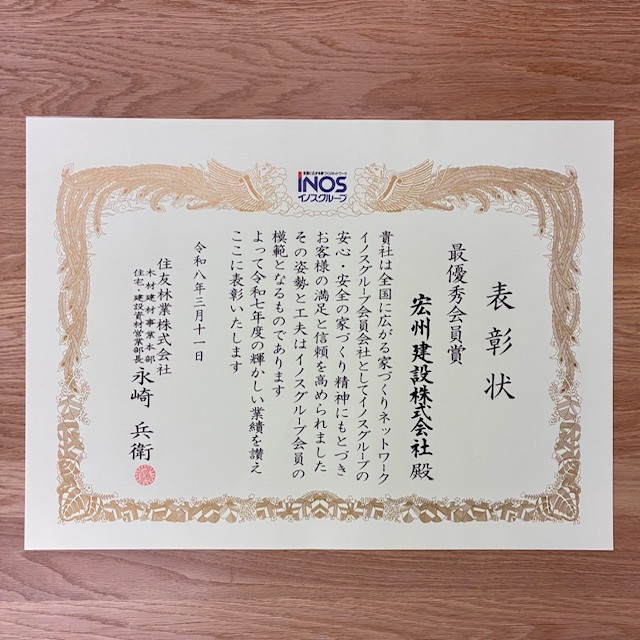 INOS
イノスグループ
表彰状
最優秀会員賞
宏州建設株式会社 殿
貴社は全国に広がる家づくりネットワーク
イノスグループ会員会社としてイノスグループの
安心・安全の家づくり精神にもとづき
お客様の満足と信頼を高められました
その姿勢と工夫はイノスグループ会員の
模範となるものであります
よって令和七年度の輝かしい業績を讃え
ここに表彰いたします
令和八年三月十一日
住友林業株式会社
木材建材事業本部
住宅・建設資材営業部長
永崎 兵衛